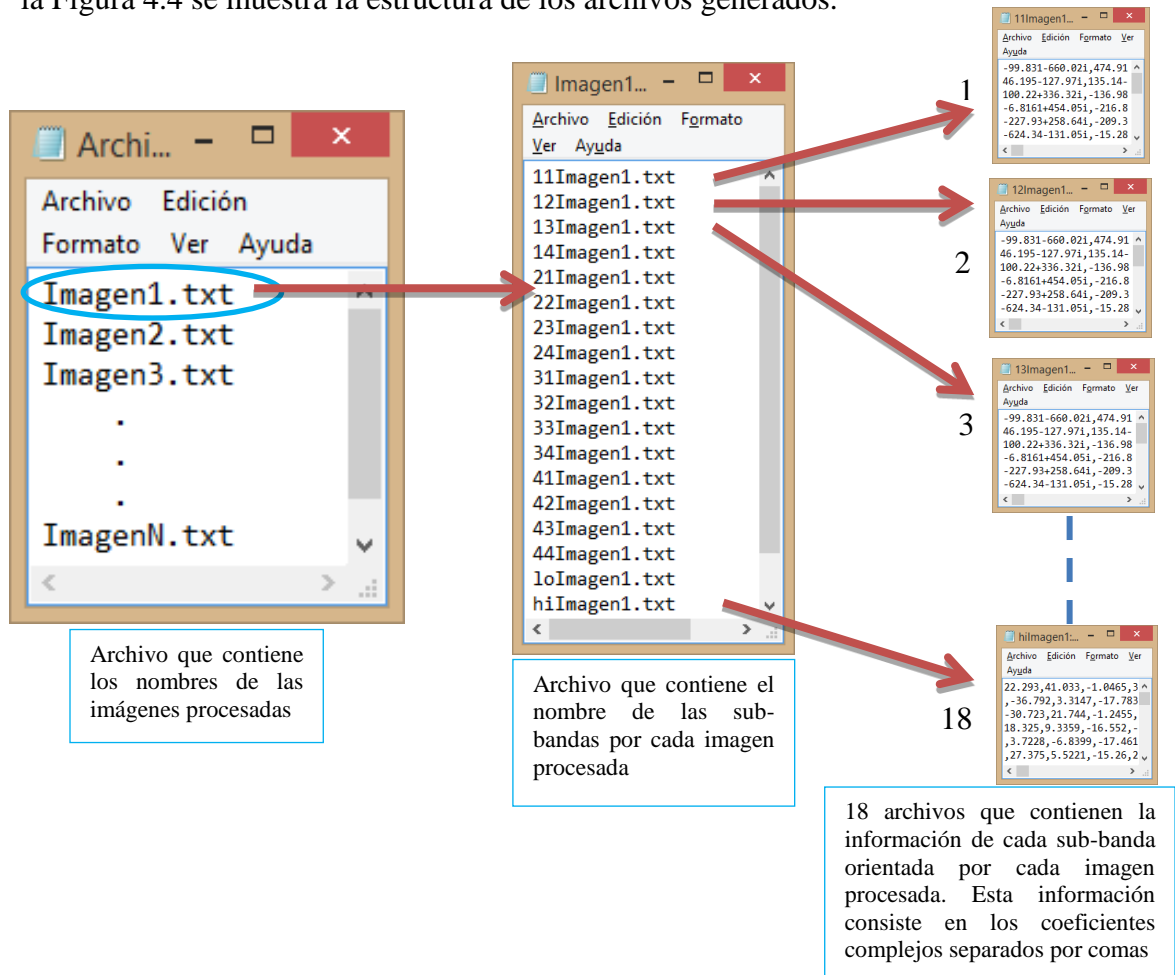 la Figura 4.4 se muestra la estructura de los archivos generados.
Archi...
Archivo Edición
Formato Ver Ayuda
Imagen1.txt
Imagen2.txt
Imagen3.txt
.
.
.
ImagenN.txt
Archivo que contiene
los nombres de las
imágenes procesadas
Imagen1...
Archivo Edición Formato
Ver Ayuda
11Imagen1.txt
12Imagen1.txt
13Imagen1.txt
14Imagen1.txt
21Imagen1.txt
22Imagen1.txt
23Imagen1.txt
24Imagen1.txt
31Imagen1.txt
32Imagen1.txt
33Imagen1.txt
34Imagen1.txt
41Imagen1.txt
42Imagen1.txt
43Imagen1.txt
44Imagen1.txt
loImagen1.txt
hiImagen1.txt
Archivo que contiene el
nombre de las sub-
bandas por cada imagen
procesada
1
11Imagen1...
Archivo Edición Formato Ver
Ayuda
-99.831-660.02i,474.91
46.195-127.97i,135.14-
100.22+336.32i,-136.98
-6.8161+454.05i,-216.8
-227.93+258.64i,-209.3
-624.34-131.05i,-15.28
2
12Imagen1...
Archivo Edición Formato Ver
Ayuda
-99.831-660.02i,474.91
46.195-127.97i,135.14-
100.22+336.32i,-136.98
-6.8161+454.05i,-216.8
-227.93+258.64i,-209.3
-624.34-131.05i,-15.28
3
13Imagen1...
Archivo Edición Formato Ver
Ayuda
-99.831-660.02i,474.91
46.195-127.97i,135.14-
100.22+336.32i,-136.98
-6.8161+454.05i,-216.8
-227.93+258.64i,-209.3
-624.34-131.05i,-15.28
18
hiImagen1:...
Archivo Edición Formato Ver
Ayuda
22.293,41.033,-1.0465,3
,-36.792,3.3147,-17.783
-30.723,21.744,-1.2455,
18.325,9.3359,-16.552,-
,3.7228,-6.8399,-17.461
,27.375,5.5221,-15.26,2
18 archivos que contienen la
información de cada sub-banda
orientada por cada imagen
procesada. Esta información
consiste en los coeficientes
complejos separados por comas